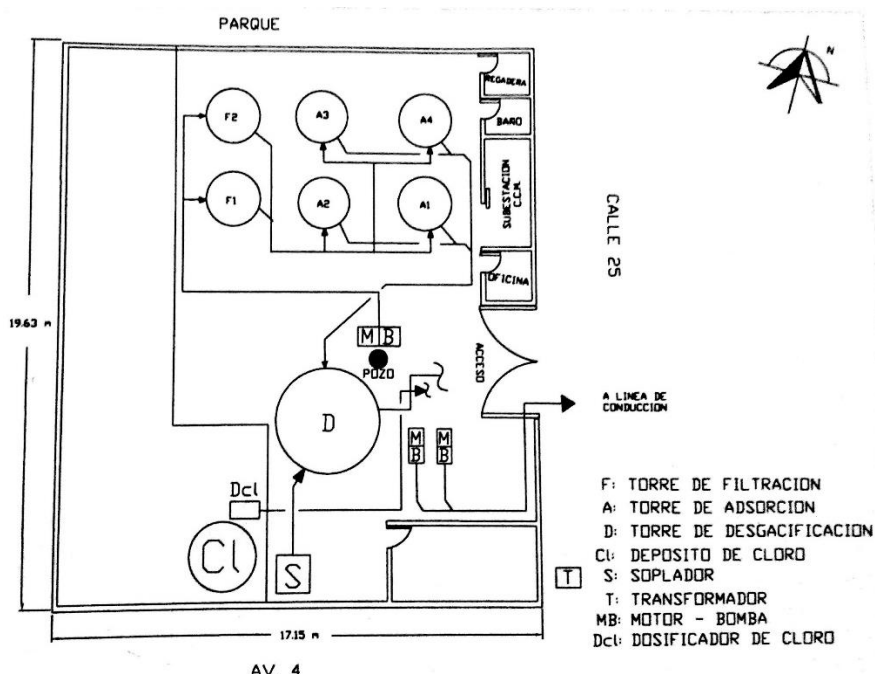 PARQUE
N
REGADERA
BAÑO
SUBESTACION
C.C.M.
OFICINA
F2
A3
A4
F1
A2
A1
CALLE 25
19.63 m
M B
POZO
ACCESO
D
A LINEA DE
CONDUCCION
M
B
M
B
Dcl
Cl
S
T
F: TORRE DE FILTRACION
A: TORRE DE ADSORCION
D: TORRE DE DESGACIFICACION
Cl: DEPOSITO DE CLORO
S: SOPLADOR
T: TRANSFORMADOR
MB: MOTOR - BOMBA
Dcl: DOSIFICADOR DE CLORO
17.15 m
AV. 4